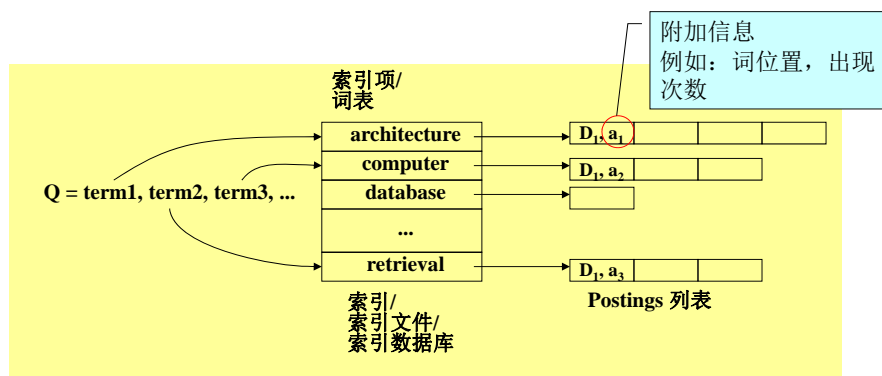 附加信息
例如：词位置，出现
次数
索引项/
词表
architecture
D₁, a₁
computer
D₁, a₂
Q = term1, term2, term3, ...
database
...
retrieval
D₁, a₃
索引/
索引文件/
索引数据库
Postings 列表